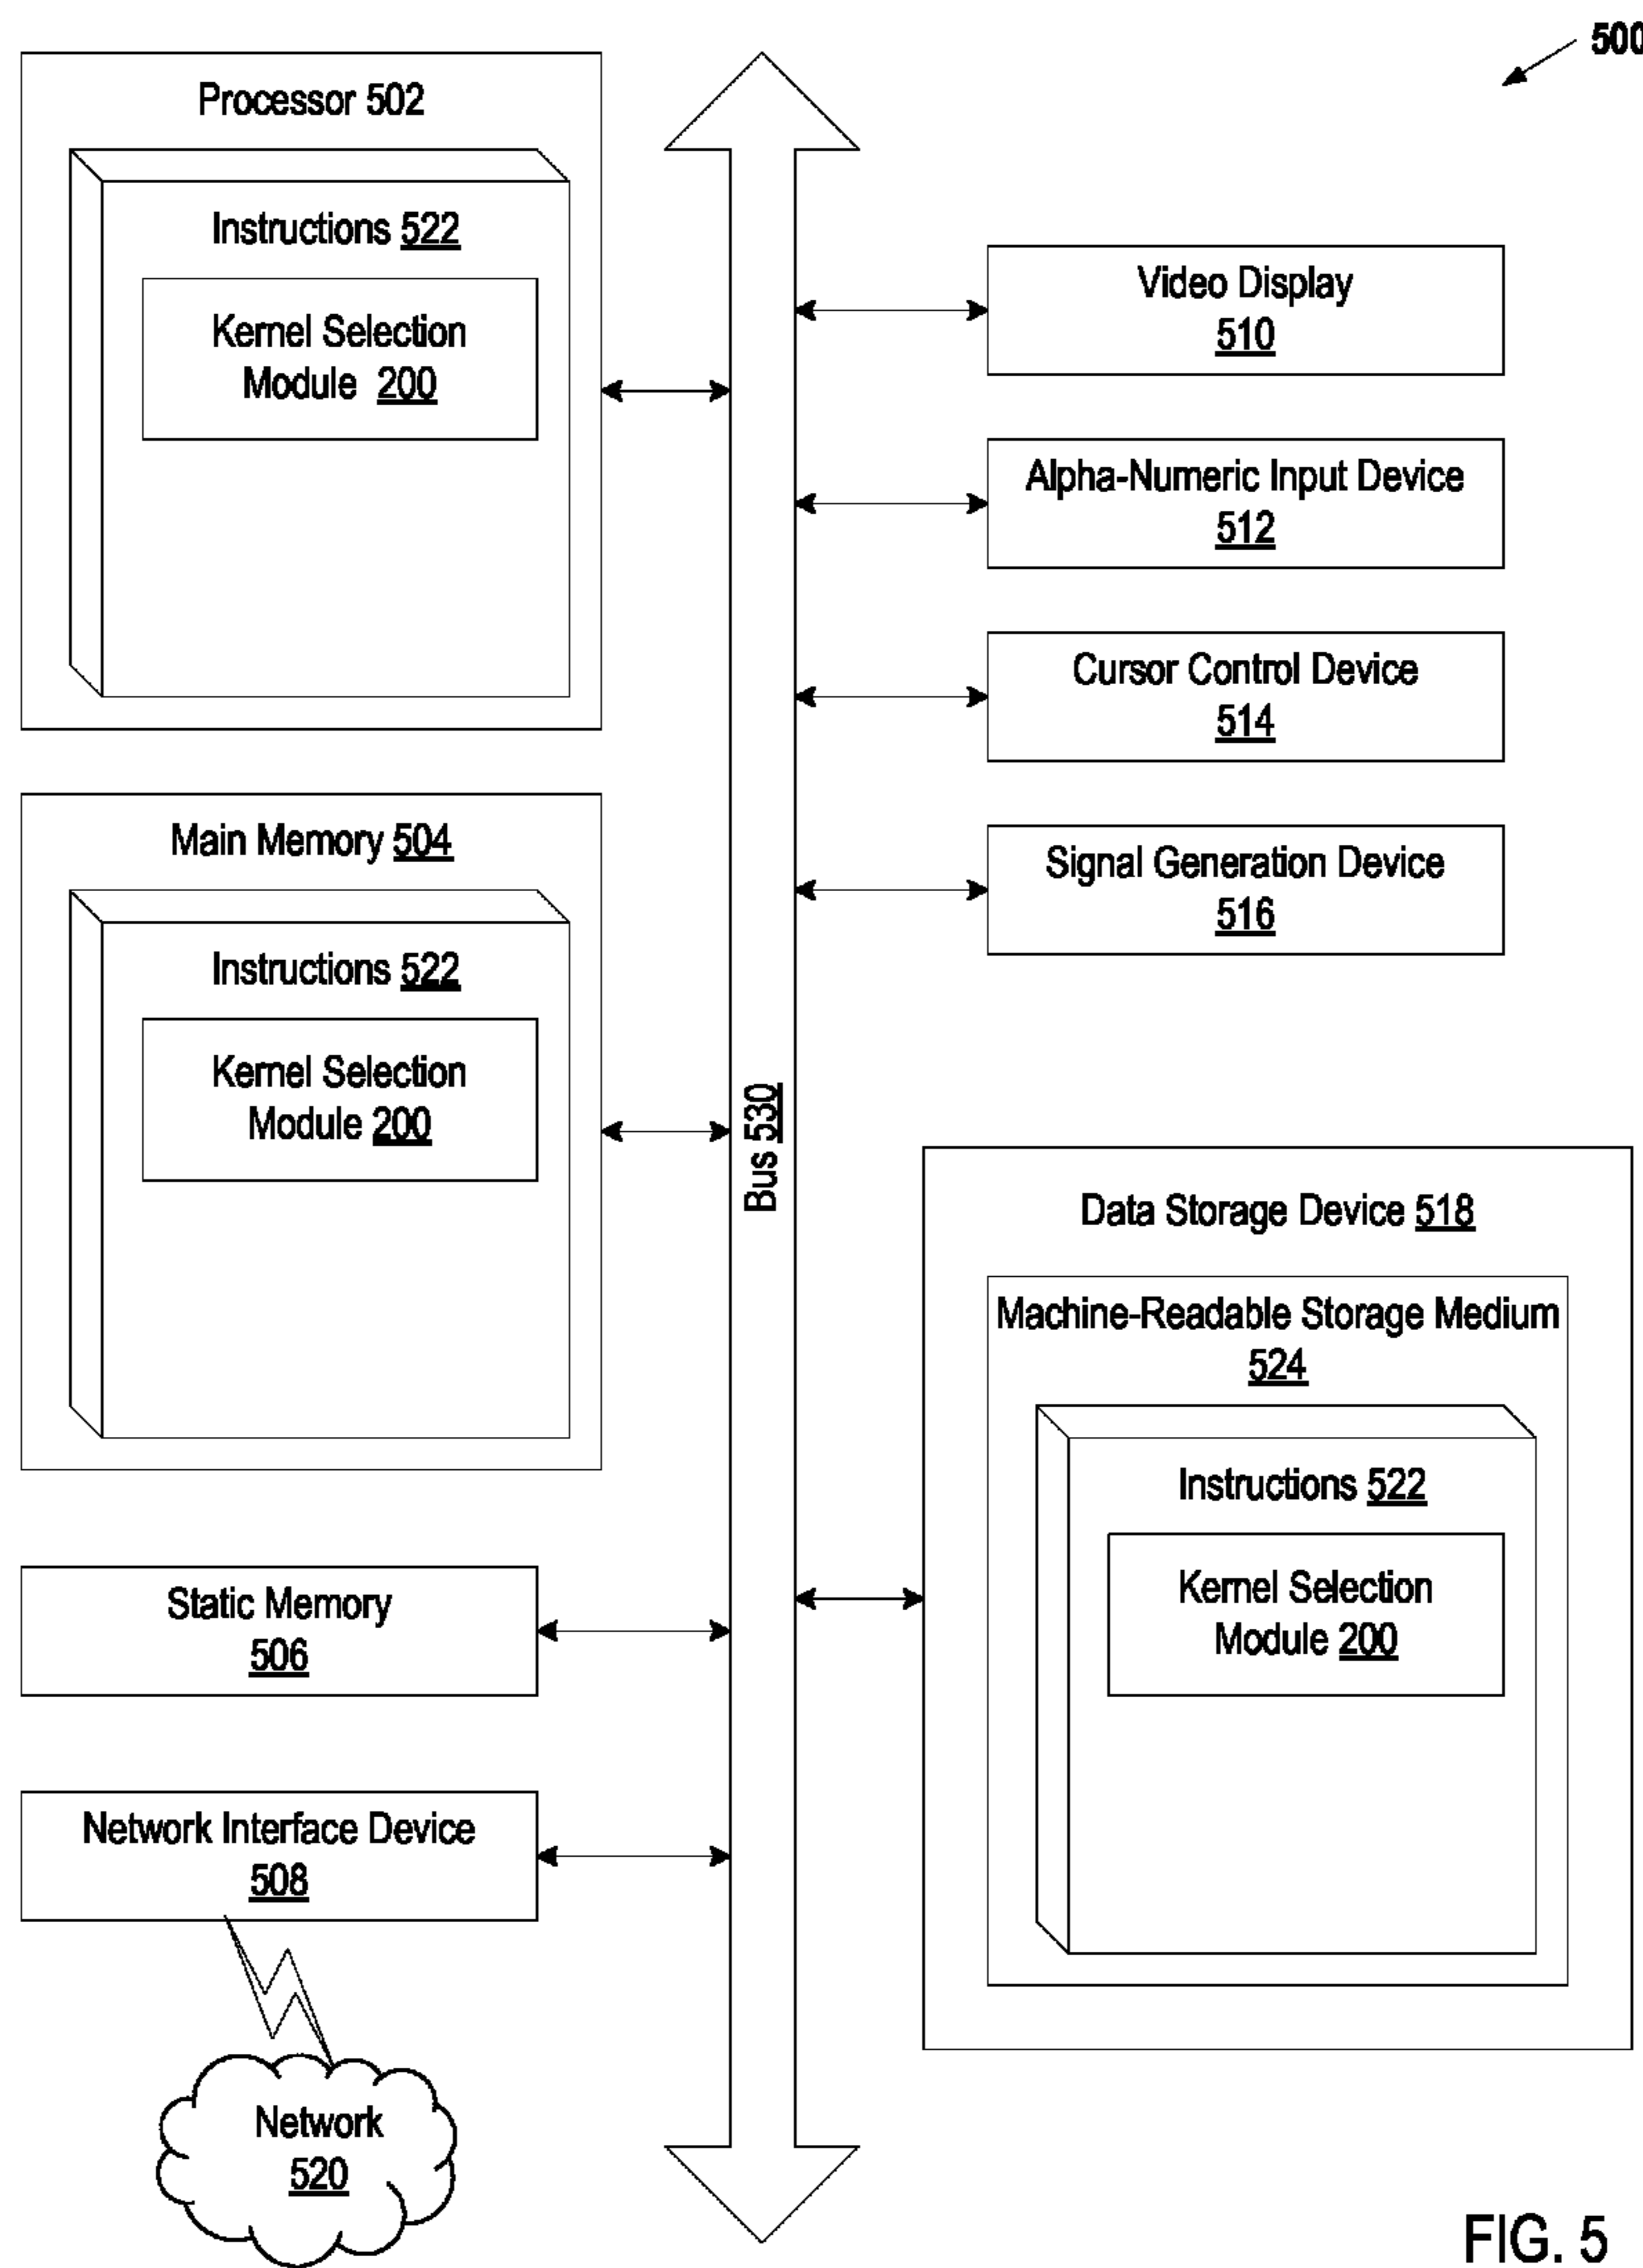 500
Processor 502
Instructions 522
Kernel Selection
Module 200
Main Memory 504
Instructions 522
Kernel Selection
Module 200
Static Memory
506
Network Interface Device
508
Network
520
Bus 530
Video Display
510
Alpha-Numeric Input Device
512
Cursor Control Device
514
Signal Generation Device
516
Data Storage Device 518
Machine-Readable Storage Medium
524
Instructions 522
Kernel Selection
Module 200
FIG. 5